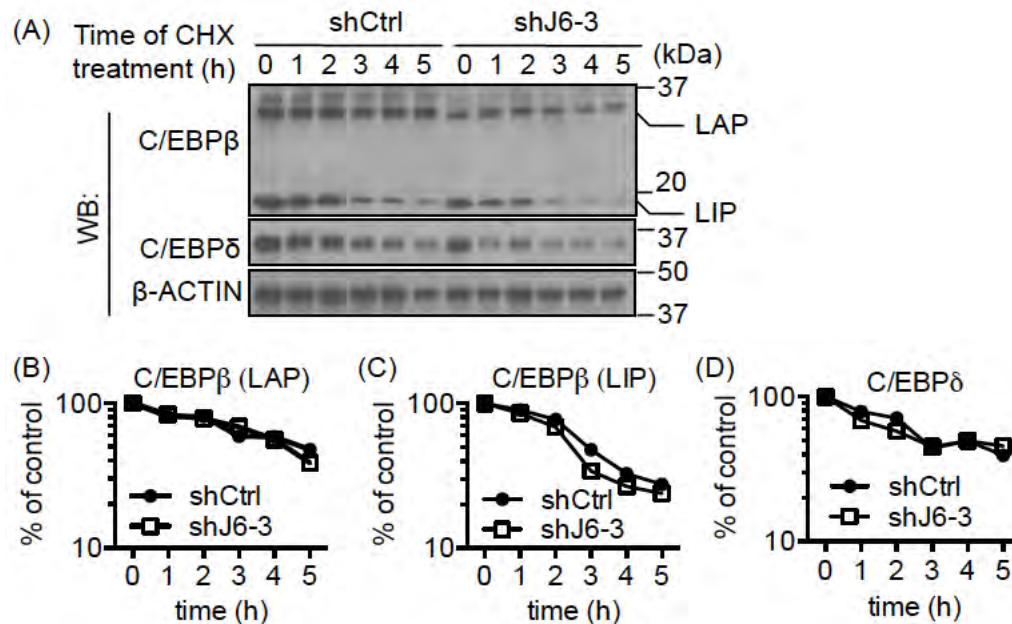 (A) Time of CHX treatment (h)
shCtrl shJ6-3
0 1 2 3 4 5 0 1 2 3 4 5 (kDa)
WB:
C/EBPβ
37
LAP
20
LIP
C/EBPδ
37
β-ACTIN
50
37
(B) C/EBPβ (LAP)
% of control
100
10
shCtrl
shJ6-3
0 1 2 3 4 5
time (h)
(C) C/EBPβ (LIP)
% of control
100
10
shCtrl
shJ6-3
0 1 2 3 4 5
time (h)
(D) C/EBPδ
% of control
100
10
shCtrl
shJ6-3
0 1 2 3 4 5
time (h)